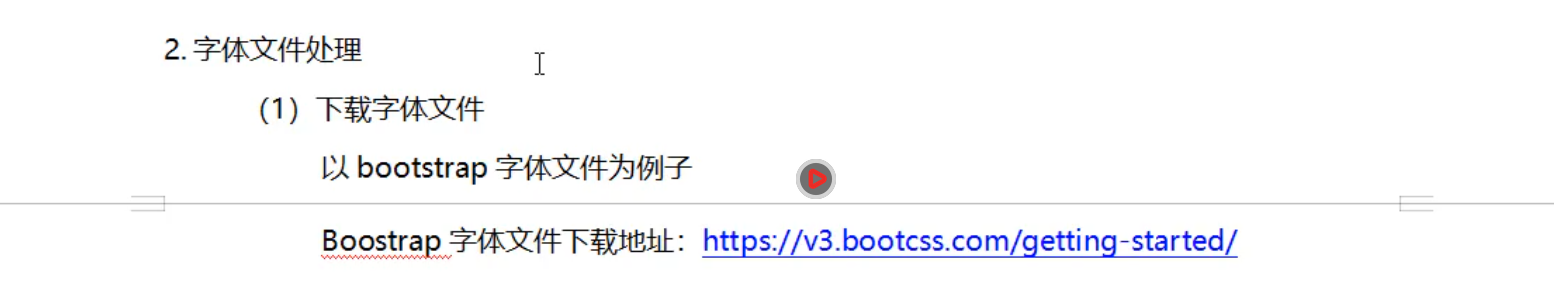 2. 字体文件处理
（1）下载字体文件
以 bootstrap 字体文件为例子
Boostrap 字体文件下载地址：https://v3.bootcss.com/getting-started/